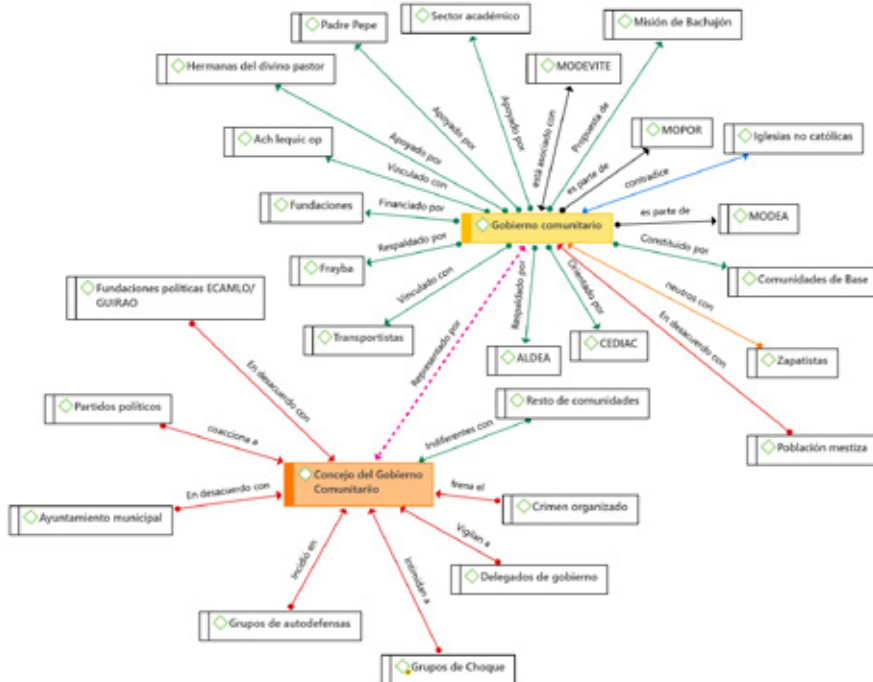 Padre Pepe
Sector académico
Misión de Bachajón
Hermanas del divino pastor
MODEVITE
Ach lequic op
MOPOR
Iglesias no católicas
Apoyado por
Apoyado por
Apoyado por
está asociado con
Propuesta de
es parte de
contradice
Vinculado con
Fundaciones
Financiado por
Gobierno comunitario
es parte de
MODEA
Respaldado por
Constituido por
Frayba
Comunidades de Base
Fundaciones políticas ECAMLO/
GUIRAO
Vinculado con
Respaldado por
Orientado por
neutros con
En desacuerdo con
Transportistas
Representado por
ALDEA
CEDIAC
Zapatistas
En desacuerdo con
Partidos políticos
Resto de comunidades
coacciona a
Indiferentes con
Población mestiza
Concejo del Gobierno
Comunitariio
En desacuerdo con
frena el
Crimen organizado
Ayuntamiento municipal
Vigilan a
Incidió en
Intimidan a
Delegados de gobierno
Grupos de autodefensas
Grupos de Choque